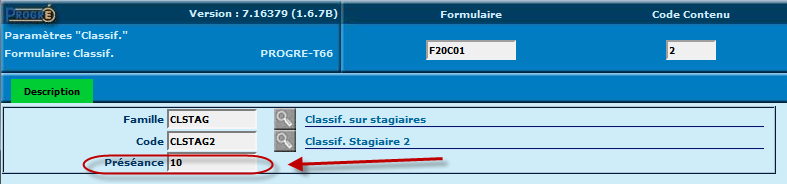 PROGRÉ
Version : 7.16379 (1.6.7B)
Formulaire
Code Contenu
Paramètres "Classif."
Formulaire: Classif.
PROGRE-T66
F20C01
2
Description
Famille CLSTAG Classif. sur stagiaires
Code CLSTAG2 Classif. Stagiaire 2
Préséance 10